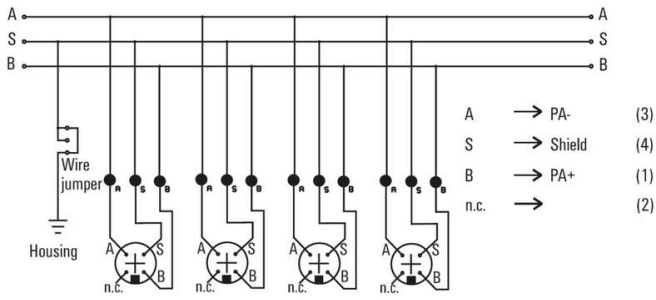 A A
S S
B B
A → PA- (3)
S → Shield (4)
B → PA+ (1)
n.c. → (2)
Wire
jumper
Housing
A S B A S B A S B A S B
A S A S A S A S
B B B B
n.c. n.c. n.c. n.c.